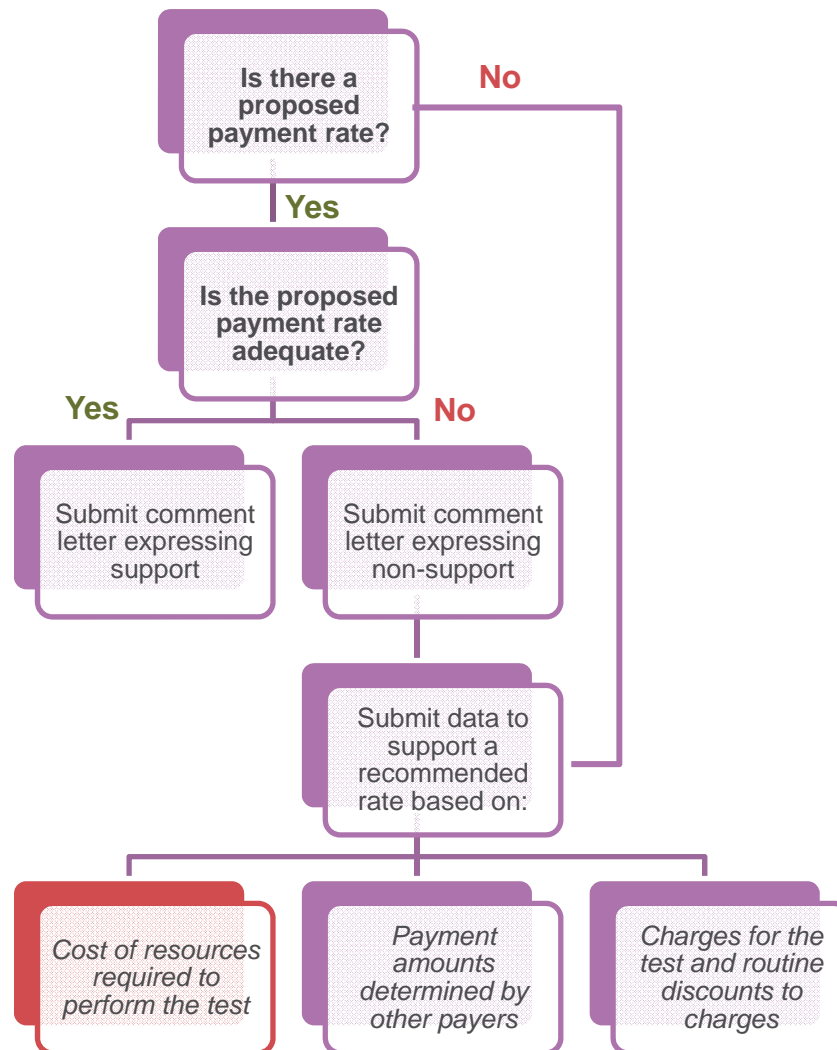 Is there a
proposed
payment rate?
No
Yes
Is the proposed
payment rate
adequate?
Yes
No
Submit comment
letter expressing
support
Submit comment
letter expressing
non-support
Submit data to
support a
recommended
rate based on:
Cost of resources
required to
perform the test
Payment
amounts
determined by
other payers
Charges for the
test and routine
discounts to
charges